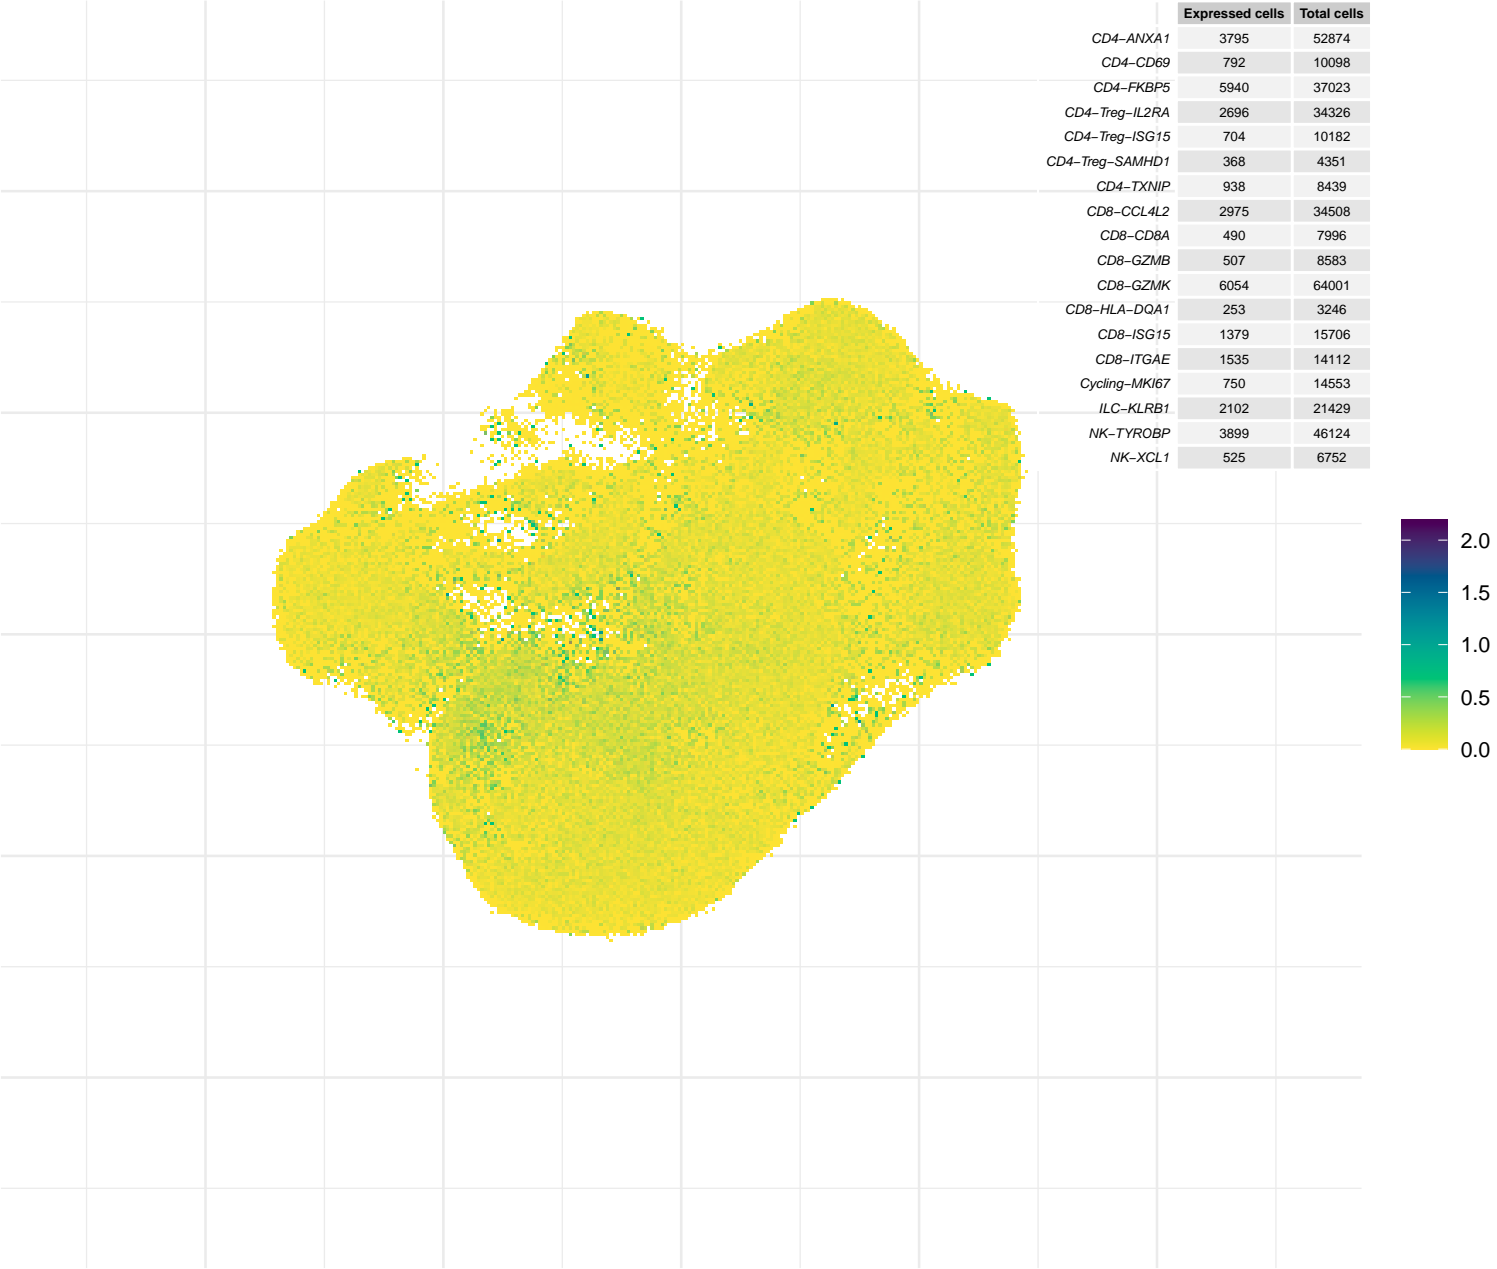 Expressed cells Total cells
CD4−ANXA1 3795 52874
CD4−CD69 792 10098
CD4−FKBP5 5940 37023
CD4−Treg−IL2RA 2696 34326
CD4−Treg−ISG15 704 10182
CD4−Treg−SAMHD1 368 4351
CD4−TXNIP 938 8439
CD8−CCL4L2 2975 34508
CD8−CD8A 490 7996
CD8−GZMB 507 8583
CD8−GZMK 6054 64001
CD8−HLA−DQA1 253 3246
CD8−ISG15 1379 15706
CD8−ITGAE 1535 14112
Cycling−MKI67 750 14553
ILC−KLRB1 2102 21429
NK−TYROBP 3899 46124
NK−XCL1 525 6752
2.0
1.5
1.0
0.5
0.0